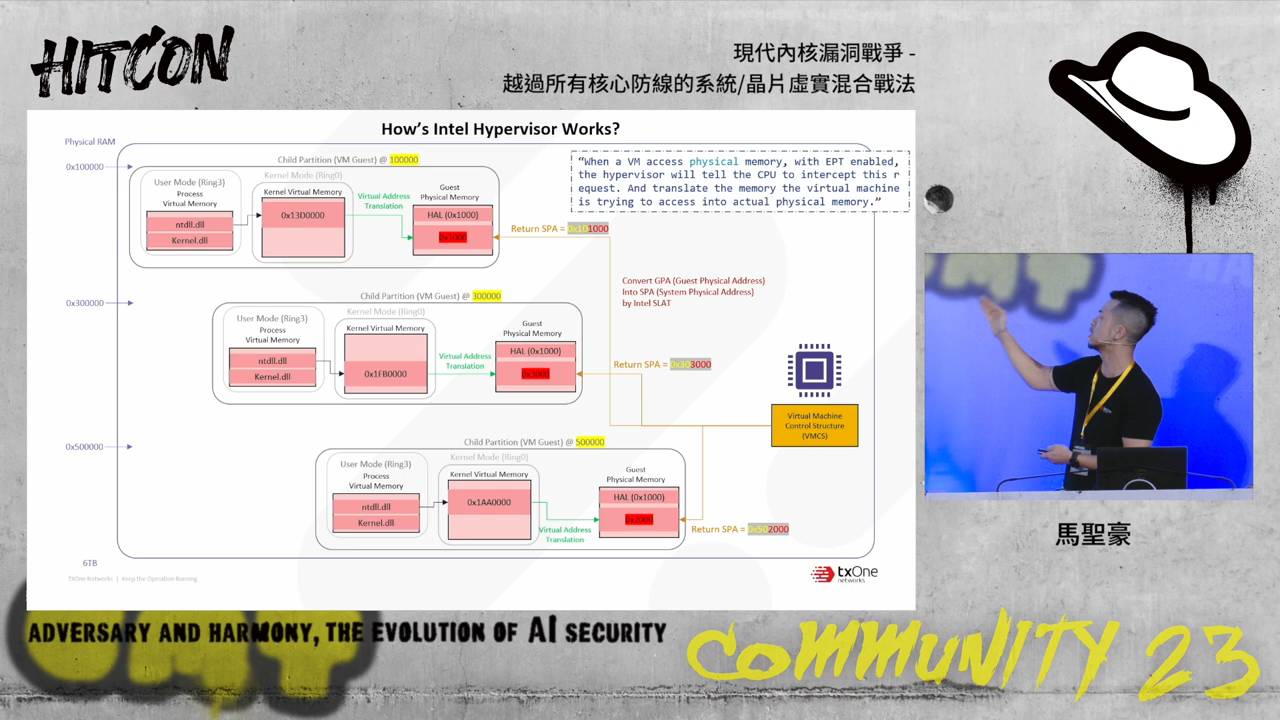 HITCON
現代內核漏洞戰爭 -
越過所有核心防線的系統/晶片虛實混合戰法
How's Intel Hypervisor Works?
Physical RAM
0x100000
0x300000
0x500000
6TB
"When a VM access physical memory, with EPT enabled,
the hypervisor will tell the CPU to intercept this r
equest. And translate the memory the virtual machine
is trying to access into actual physical memory."
Child Partition (VM Guest) @ 100000
User Mode (Ring3)
Process
Virtual Memory
ntdll.dll
Kernel.dll
Kernel Mode (Ring0)
Kernel Virtual Memory
0x13D0000
Virtual Address
Translation
Guest
Physical Memory
HAL (0x1000)
Return SPA = 0x101000
Convert GPA (Guest Physical Address)
Into SPA (System Physical Address)
by Intel SLAT
Child Partition (VM Guest) @ 300000
User Mode (Ring3)
Process
Virtual Memory
ntdll.dll
Kernel.dll
Kernel Mode (Ring0)
Kernel Virtual Memory
0x1FB0000
Virtual Address
Translation
Guest
Physical Memory
HAL (0x1000)
0x3000
Return SPA = 0x303000
Virtual Machine
Control Structure
(VMCS)
Child Partition (VM Guest) @ 500000
User Mode (Ring3)
Process
Virtual Memory
ntdll.dll
Kernel.dll
Kernel Mode (Ring0)
Kernel Virtual Memory
0x1AA0000
Virtual Address
Translation
Guest
Physical Memory
HAL (0x1000)
0x2000
Return SPA = 0x502000
TXOne Networks | Keep the Operation Running
txOne
networks
馬聖豪
ADVERSARY AND HARMONY, THE EVOLUTION OF AI SECURITY
COMMUNITY 23